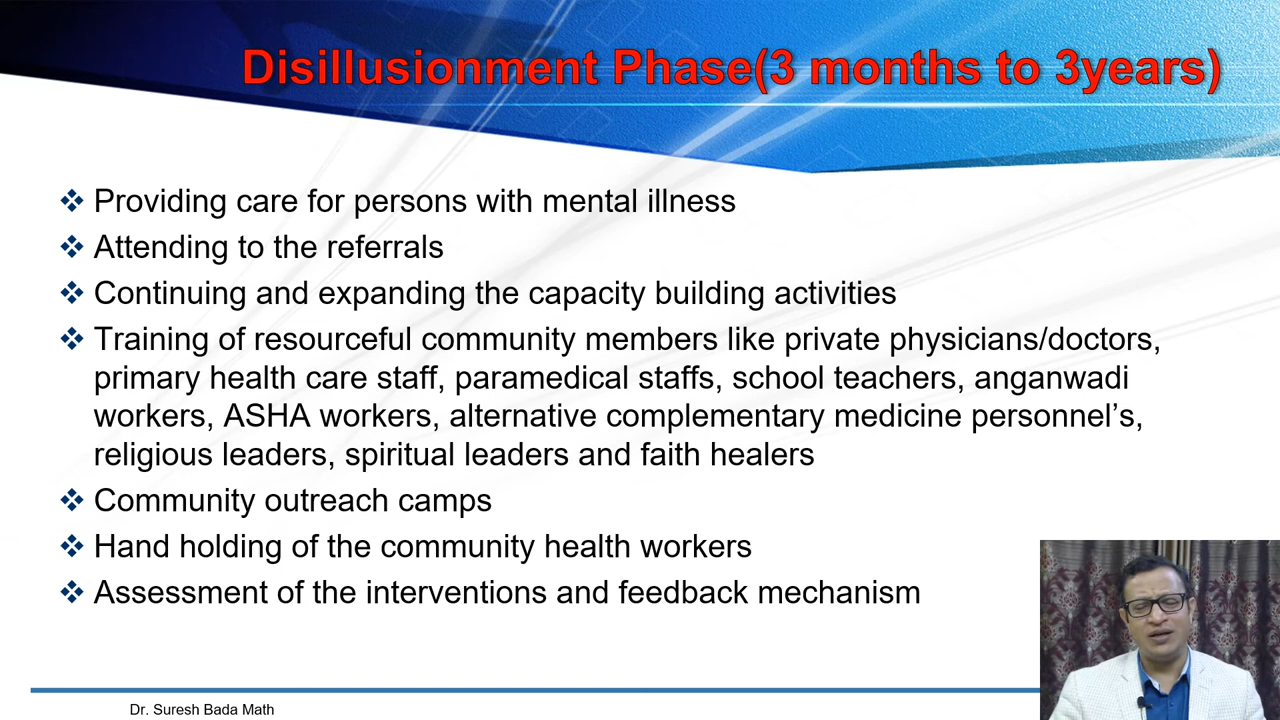 Disillusionment Phase(3 months to 3years)
Providing care for persons with mental illness
Attending to the referrals
Continuing and expanding the capacity building activities
Training of resourceful community members like private physicians/doctors,
primary health care staff, paramedical staffs, school teachers, anganwadi
workers, ASHA workers, alternative complementary medicine personnel’s,
religious leaders, spiritual leaders and faith healers
Community outreach camps
Hand holding of the community health workers
Assessment of the interventions and feedback mechanism
Dr. Suresh Bada Math